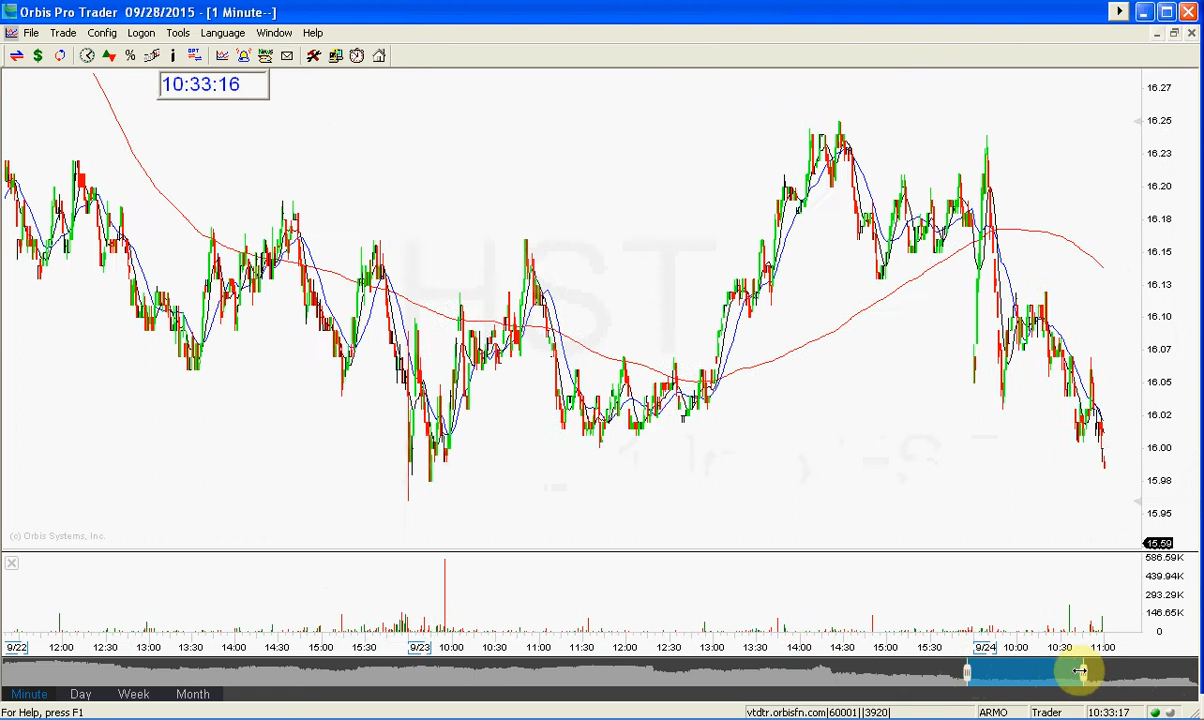 Orbis Pro Trader 09/28/2015 - [1 Minute--]
File Trade Config Logon Tools Language Window Help
10:33:16
16.27
16.25
16.23
16.20
16.18
16.15
16.13
16.10
16.07
16.05
16.02
16.00
15.98
15.95
HST
(c) Orbis Systems, Inc.
15.59
586.59K
439.94K
293.29K
146.65K
0
9/22 12:00 12:30 13:00 13:30 14:00 14:30 15:00 15:30 9/23 10:00 10:30 11:00 11:30 12:00 12:30 13:00 13:30 14:00 14:30 15:00 15:30 9/24 10:00 10:30 11:00
Minute Day Week Month
For Help, press F1 vtdtr.orbisfn.com|60001||3920| ARMO Trader 10:33:17